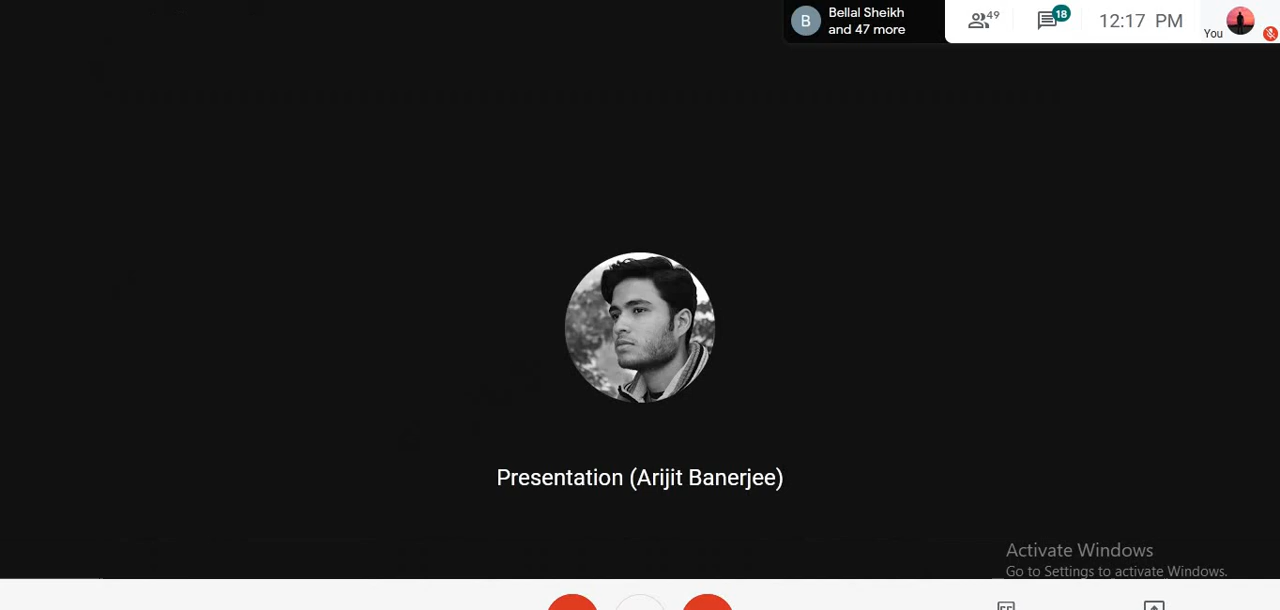 B
Bellal Sheikh
and 47 more
49
18
12:17 PM
You
Presentation (Arijit Banerjee)
Activate Windows
Go to Settings to activate Windows.